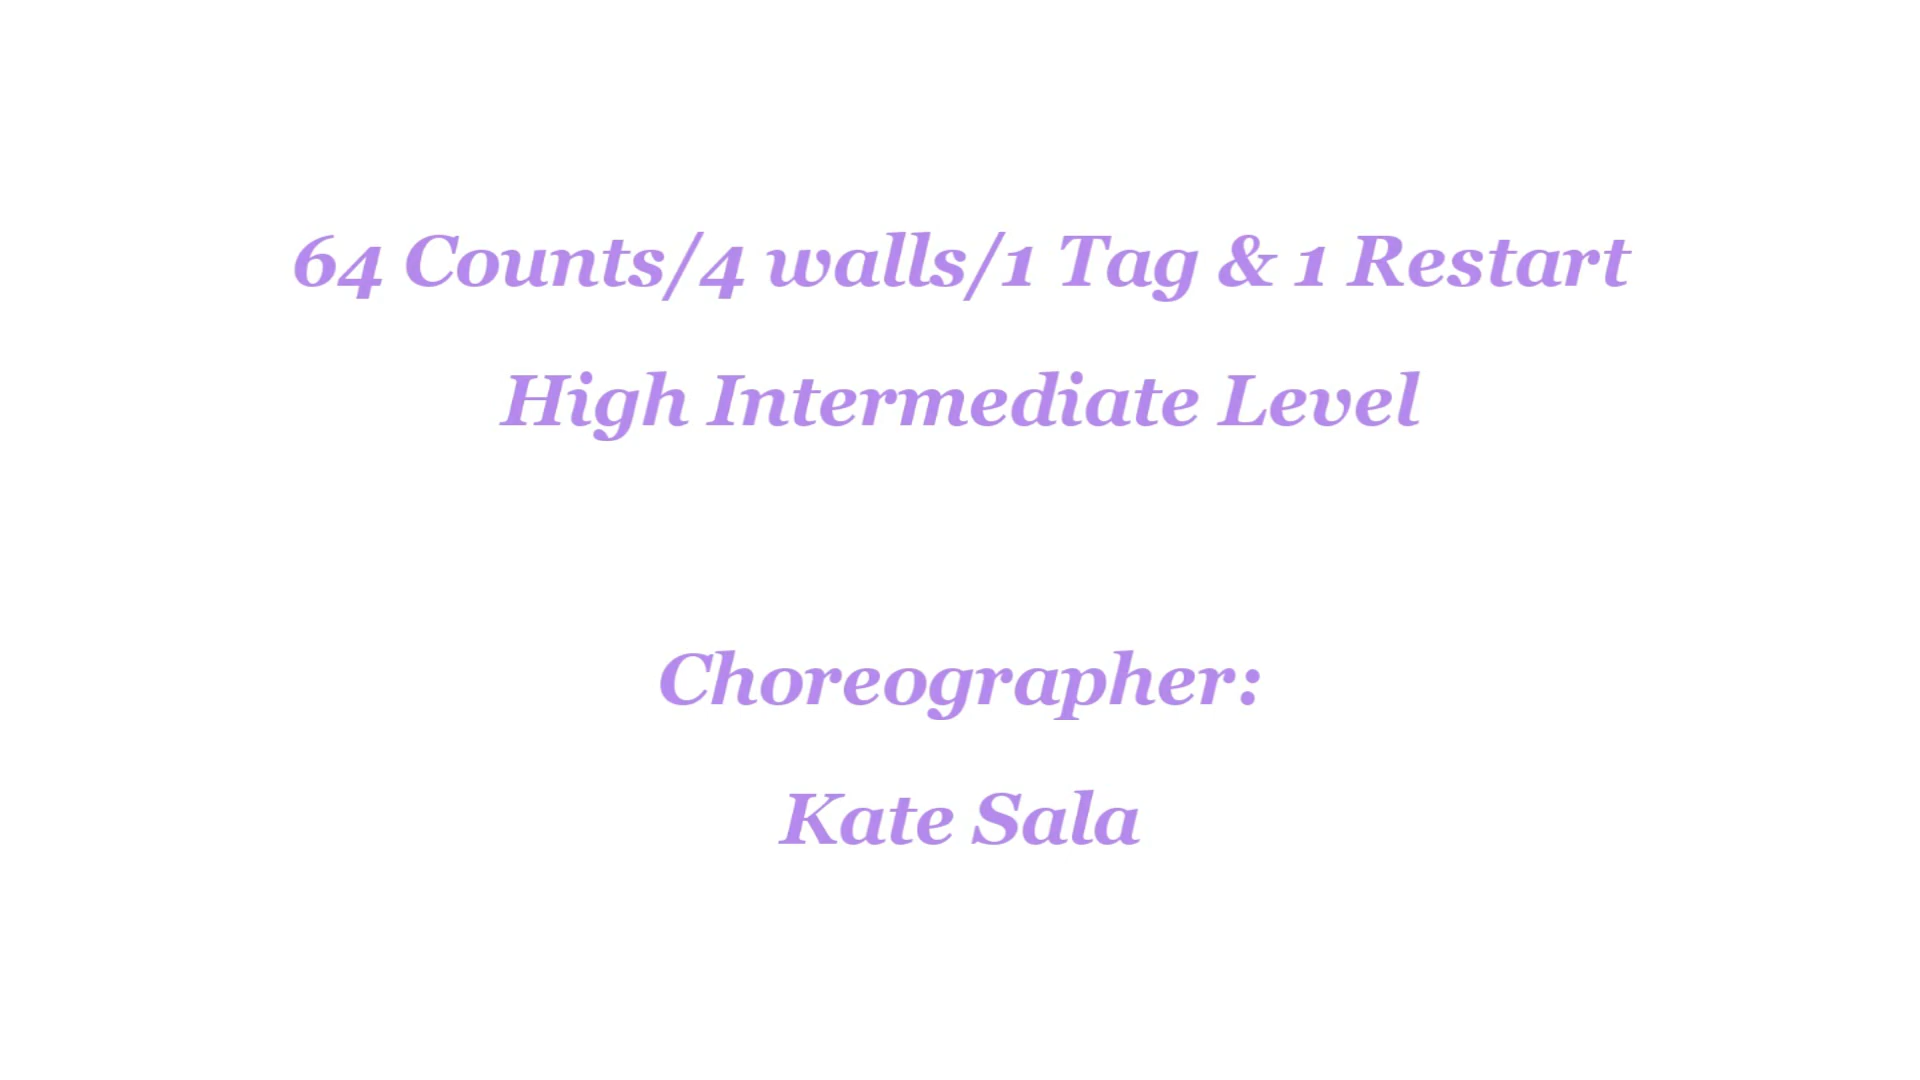 64 Counts/4 walls/1 Tag & 1 Restart
High Intermediate Level
Choreographer:
Kate Sala